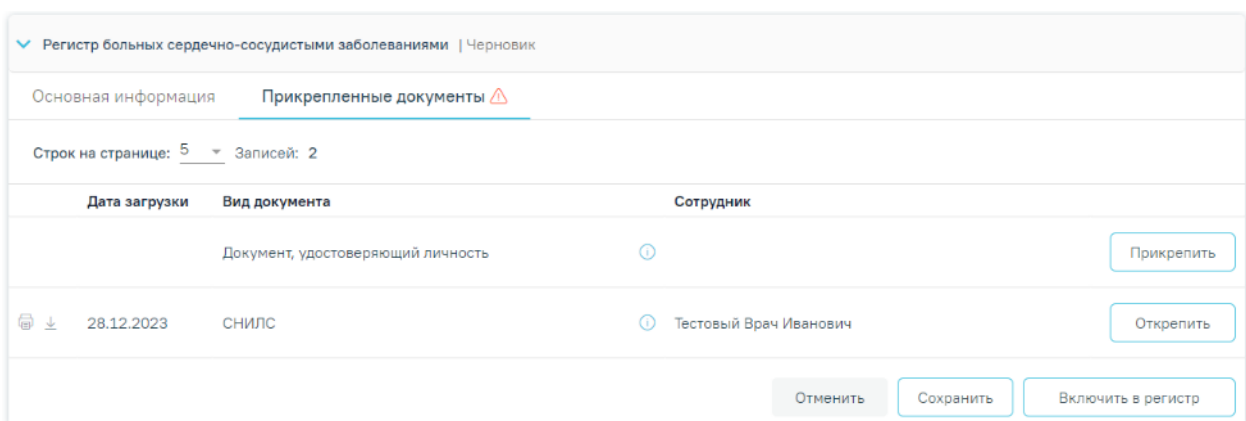 Регистр больных сердечно-сосудистыми заболеваниями | Черновик
Основная информация Прикрепленные документы
Строк на странице: 5 Записей: 2
Дата загрузки Вид документа Сотрудник
Документ, удостоверяющий личность Прикрепить
28.12.2023 СНИЛС Тестовый Врач Иванович Открепить
Отменить Сохранить Включить в регистр